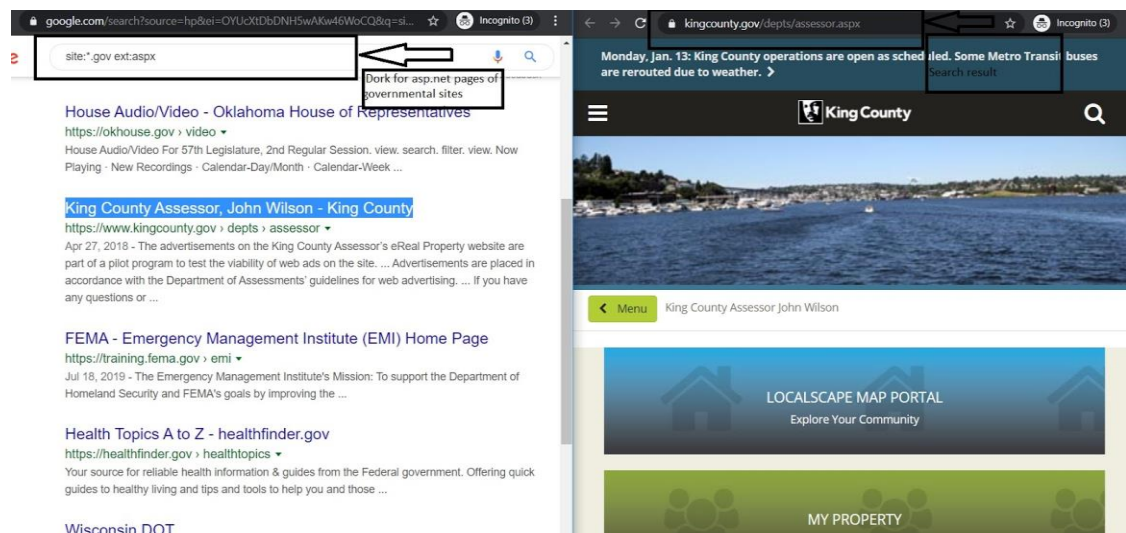 google.com/search?source=hp&ei=OYUcXtDbDNH5wAKw46WoCQ&q=si...
Incognito (3)
site:*.gov ext:aspx
Dork for asp.net pages of
governmental sites
House Audio/Video - Oklahoma House of Representatives
https://okhouse.gov › video
House Audio/Video For 57th Legislature, 2nd Regular Session. view. search. filter. view. Now
Playing · New Recordings · Calendar-Day/Month · Calendar-Week ...
King County Assessor, John Wilson - King County
https://www.kingcounty.gov › depts › assessor
Apr 27, 2018 - The advertisements on the King County Assessor's eReal Property website are
part of a pilot program to test the viability of web ads on the site. ... Advertisements are placed in
accordance with the Department of Assessments' guidelines for web advertising. ... If you have
any questions or ...
FEMA - Emergency Management Institute (EMI) Home Page
https://training.fema.gov › emi
Jul 18, 2019 - The Emergency Management Institute's Mission: To support the Department of
Homeland Security and FEMA's goals by improving the ...
Health Topics A to Z - healthfinder.gov
https://healthfinder.gov › healthtopics
Your source for reliable health information & guides from the Federal government. Offering quick
guides to healthy living and tips and tools to help you and those ...
Wisconsin DOT
kingcounty.gov/depts/assessor.aspx
Incognito (3)
Monday, Jan. 13: King County operations are open as scheduled. Some Metro Transit buses
are rerouted due to weather. >
Search result
King County
Menu
King County Assessor John Wilson
LOCALSCAPE MAP PORTAL
Explore Your Community
MY PROPERTY